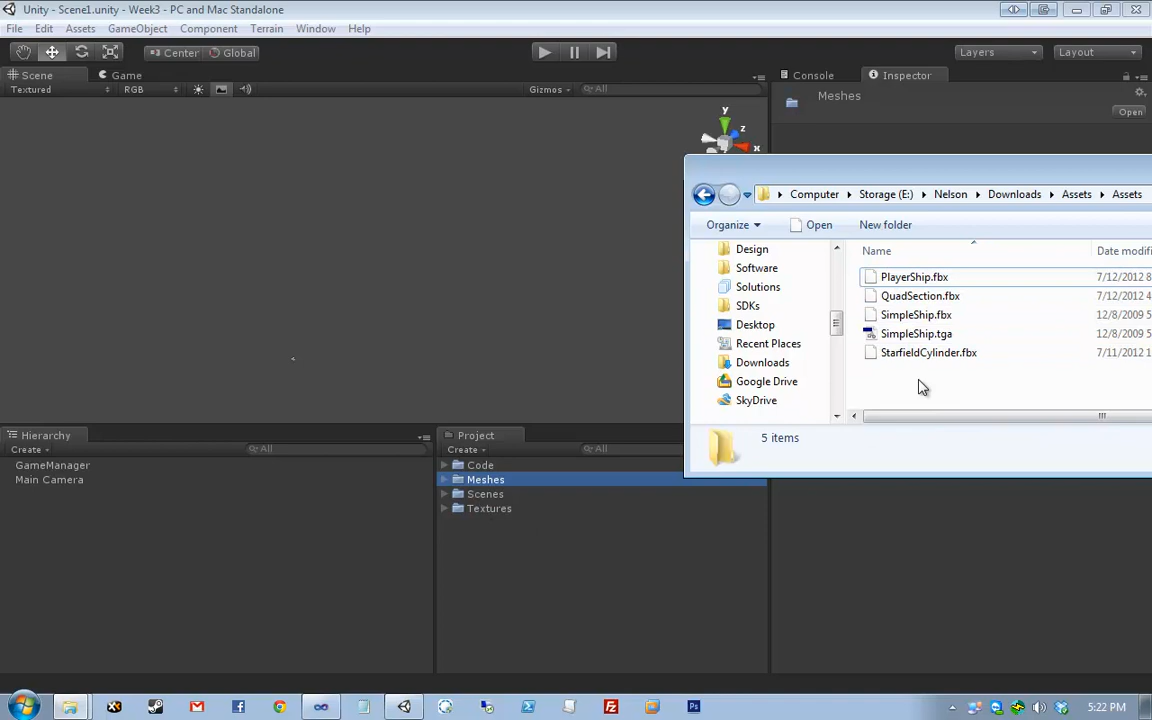 Unity - Scene1.unity - Week3 - PC and Mac Standalone
File Edit Assets GameObject Component Terrain Window Help
Center Global Layers Layout
Scene Game Console Inspector
Textured RGB Gizmos All
Meshes
Open
y
z
x
Computer Storage (E:) Nelson Downloads Assets Assets
Organize Open New folder
Name Date modifi
Design
Software
Solutions
SDKs
Desktop
Recent Places
Downloads
Google Drive
SkyDrive
PlayerShip.fbx 7/12/2012 8
QuadSection.fbx 7/12/2012 4
SimpleShip.fbx 12/8/2009 5
SimpleShip.tga 12/8/2009 5
StarfieldCylinder.fbx 7/11/2012 1
5 items
Hierarchy
Create All
GameManager
Main Camera
Project
Create All
Code
Meshes
Scenes
Textures
5:22 PM